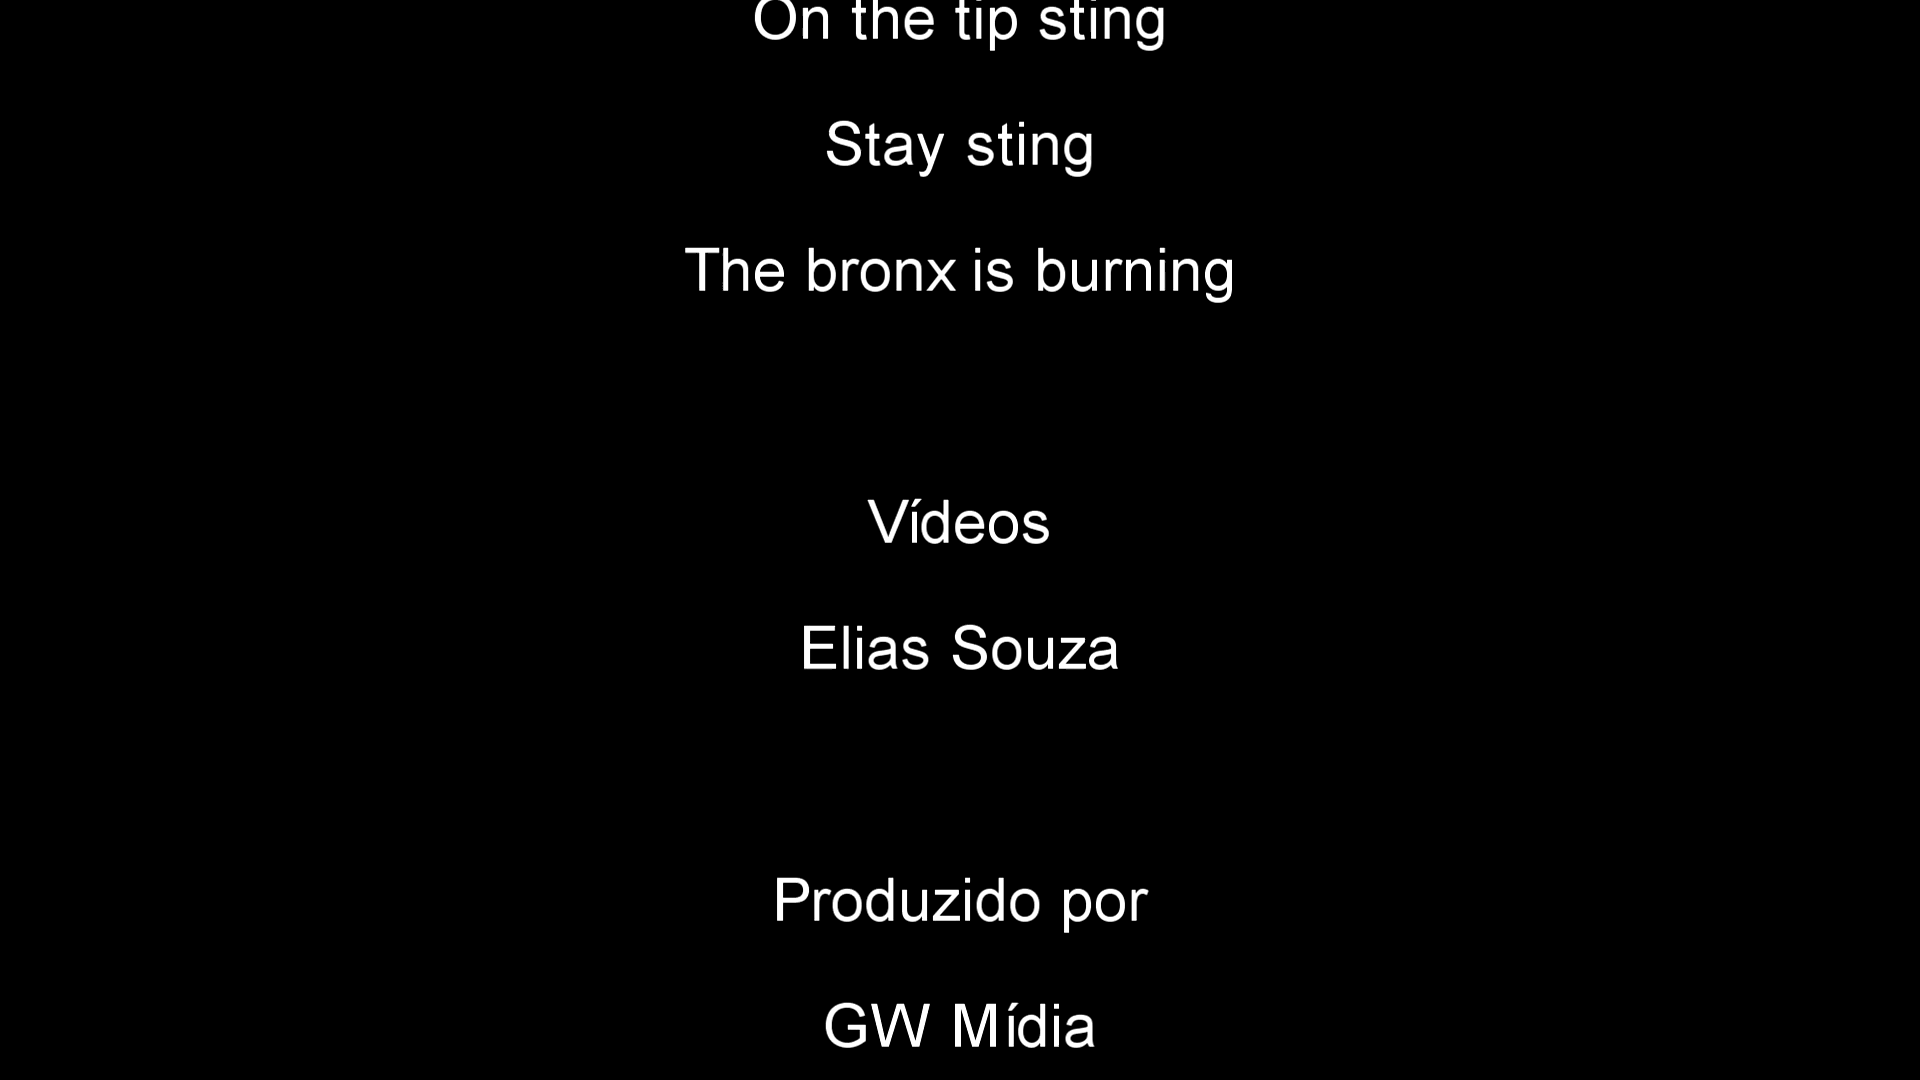 On the tip sting
Stay sting
The bronx is burning
Vídeos
Elias Souza
Produzido por
GW Mídia